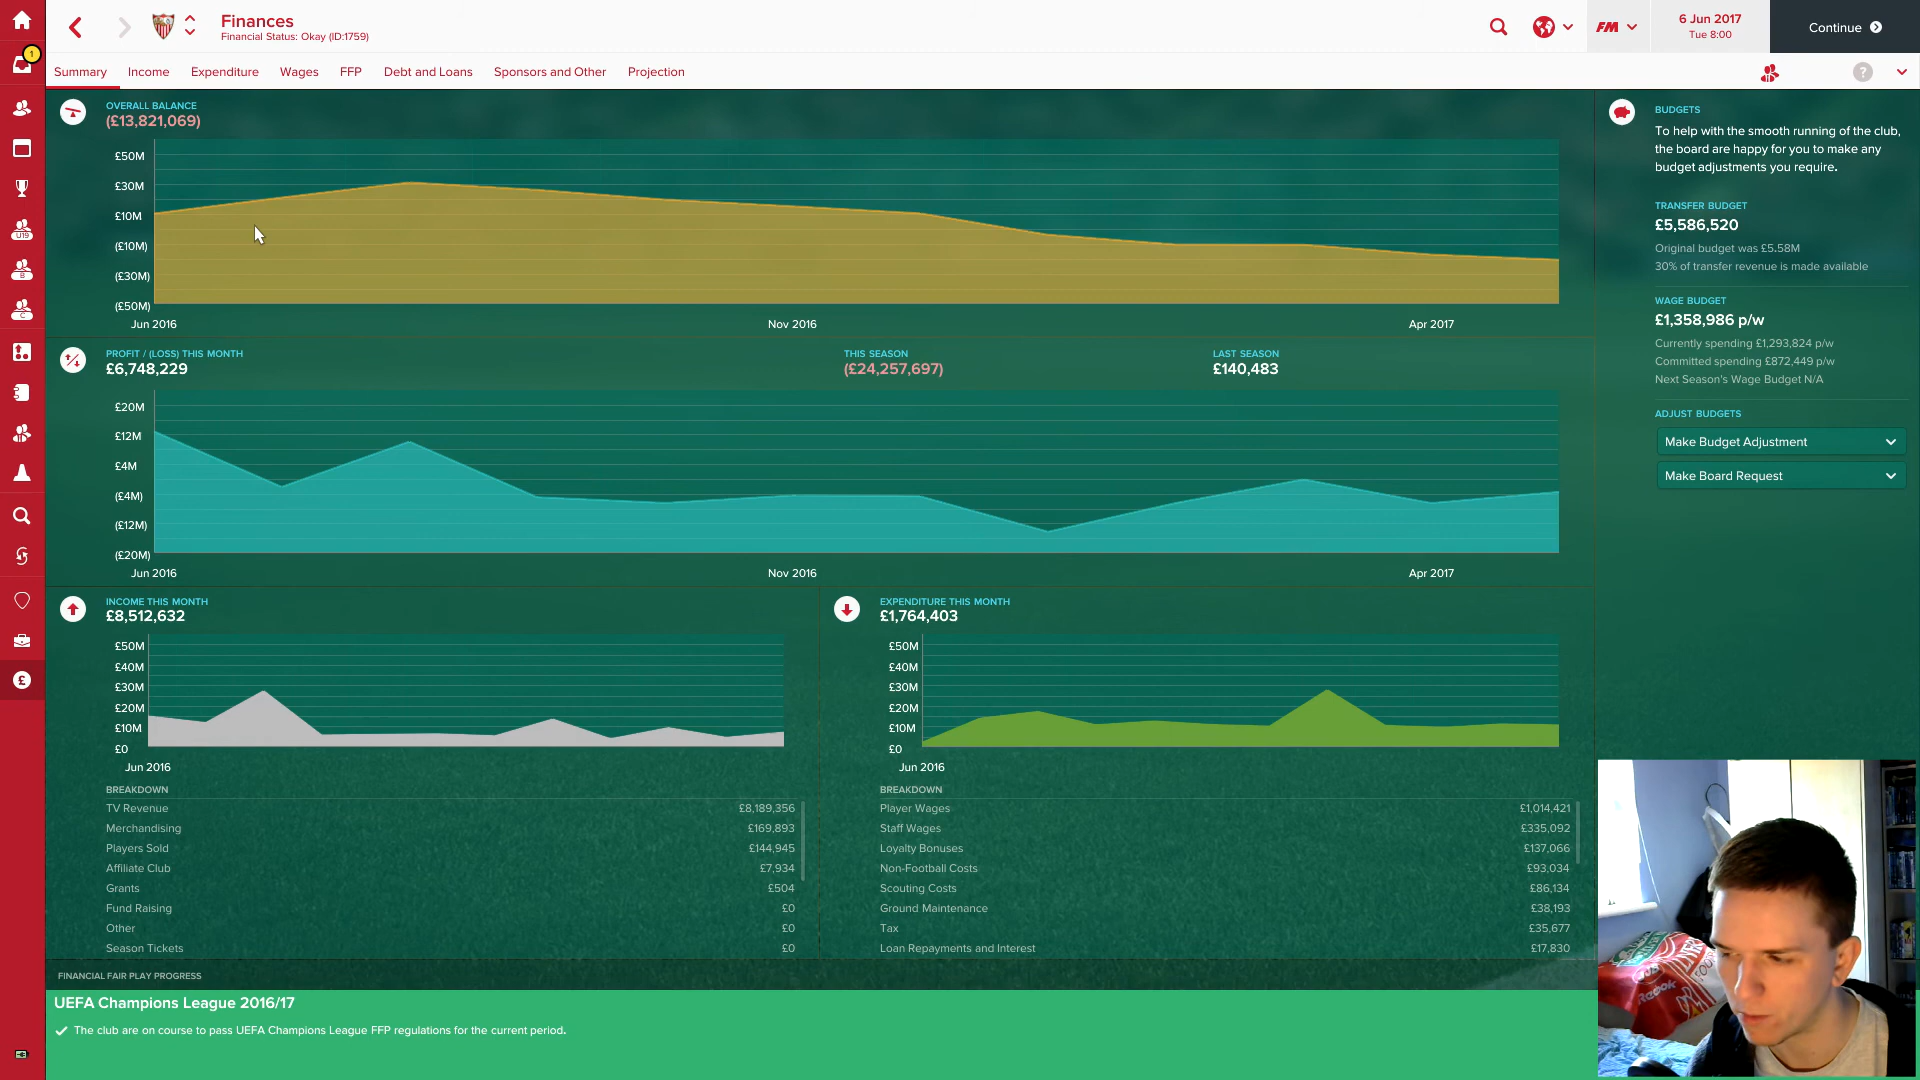 Finances
Financial Status: Okay (ID:1759)
FM
6 Jun 2017
Tue 8:00
Continue
1
Summary
Income
Expenditure
Wages
FFP
Debt and Loans
Sponsors and Other
Projection
?
U19
B
C
£
OVERALL BALANCE
(£13,821,069)
£50M
£30M
£10M
(£10M)
(£30M)
(£50M)
Jun 2016
Nov 2016
Apr 2017
PROFIT / (LOSS) THIS MONTH
£6,748,229
THIS SEASON
(£24,257,697)
LAST SEASON
£140,483
£20M
£12M
£4M
(£4M)
(£12M)
(£20M)
Jun 2016
Nov 2016
Apr 2017
INCOME THIS MONTH
£8,512,632
£50M
£40M
£30M
£20M
£10M
£0
Jun 2016
BREAKDOWN
TV Revenue £8,189,356
Merchandising £169,893
Players Sold £144,945
Affiliate Club £7,934
Grants £504
Fund Raising £0
Other £0
Season Tickets £0
EXPENDITURE THIS MONTH
£1,764,403
£50M
£40M
£30M
£20M
£10M
£0
Jun 2016
BREAKDOWN
Player Wages £1,014,421
Staff Wages £335,092
Loyalty Bonuses £137,066
Non-Football Costs £93,034
Scouting Costs £86,134
Ground Maintenance £38,193
Tax £35,677
Loan Repayments and Interest £17,830
BUDGETS
To help with the smooth running of the club,
the board are happy for you to make any
budget adjustments you require.
TRANSFER BUDGET
£5,586,520
Original budget was £5.58M
30% of transfer revenue is made available
WAGE BUDGET
£1,358,986 p/w
Currently spending £1,293,824 p/w
Committed spending £872,449 p/w
Next Season's Wage Budget N/A
ADJUST BUDGETS
Make Budget Adjustment
Make Board Request
FINANCIAL FAIR PLAY PROGRESS
UEFA Champions League 2016/17
The club are on course to pass UEFA Champions League FFP regulations for the current period.
Reebok